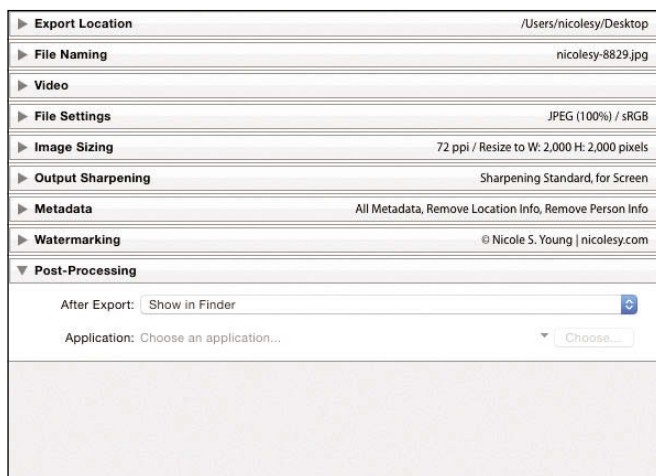 Export Location /Users/nicolesy/Desktop
File Naming nicolesy-8829.jpg
Video
File Settings JPEG (100%) / sRGB
Image Sizing 72 ppi / Resize to W: 2,000 H: 2,000 pixels
Output Sharpening Sharpening Standard, for Screen
Metadata All Metadata, Remove Location Info, Remove Person Info
Watermarking © Nicole S. Young | nicolesy.com
Post-Processing
After Export: Show in Finder
Application: Choose an application... Choose...